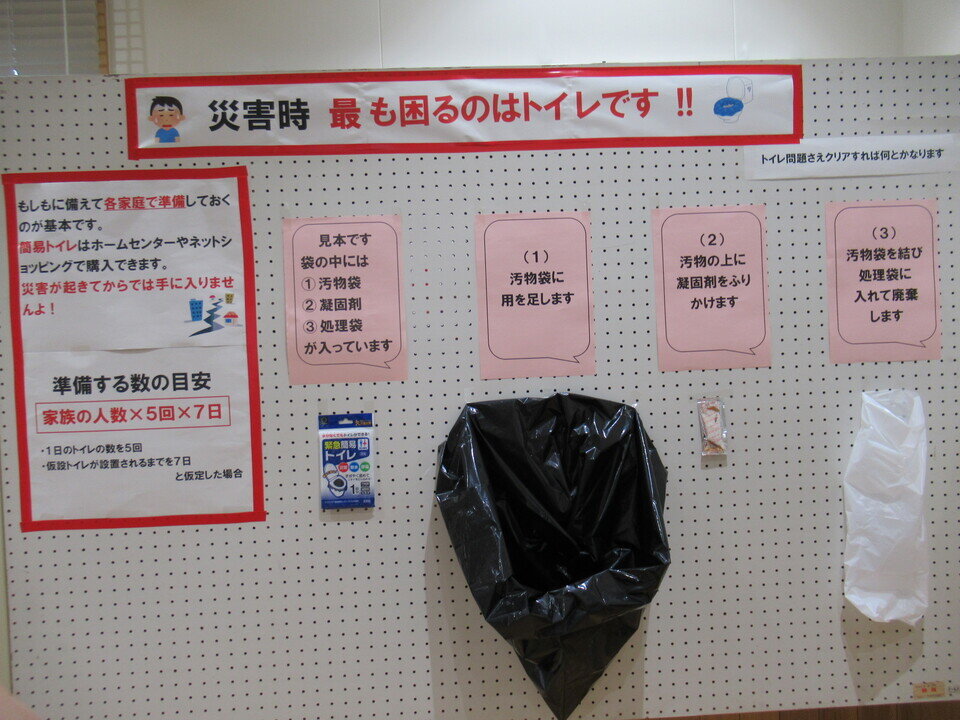 災害時 最も困るのはトイレです !!
トイレ問題さえクリアすれば何とかなります
もしもに備えて各家庭で準備しておく
のが基本です。
簡易トイレはホームセンターやネットシ
ョッピングで購入できます。
災害が起きてからでは手に入りませ
んよ！
準備する数の目安
家族の人数×5回×7日
・1日のトイレの数を5回
・仮設トイレが設置されるまでを7日
と仮定した場合
見本です
袋の中には
①汚物袋
②凝固剤
③処理袋
が入っています
（1）
汚物袋に
用を足します
（2）
汚物の上に
凝固剤をふり
かけます
（3）
汚物袋を結び
処理袋に
入れて廃棄
します
緊急簡易
トイレ
1回